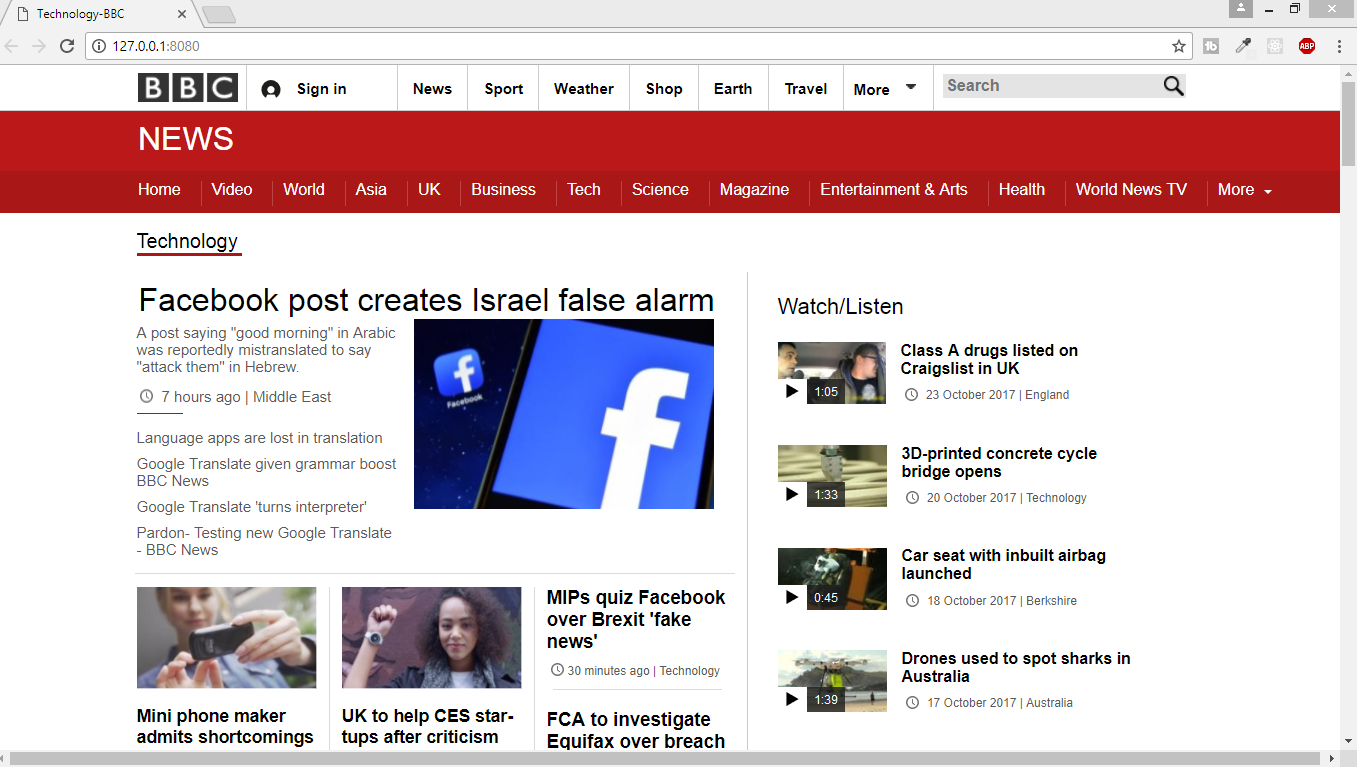 Technology-BBC
127.0.0.1:8080
ABP
BBC
Sign in
News
Sport
Weather
Shop
Earth
Travel
More
Search
NEWS
Home
Video
World
Asia
UK
Business
Tech
Science
Magazine
Entertainment & Arts
Health
World News TV
More
Technology
Facebook post creates Israel false alarm
A post saying "good morning" in Arabic
was reportedly mistranslated to say
"attack them" in Hebrew.
7 hours ago | Middle East
Language apps are lost in translation
Google Translate given grammar boost
BBC News
Google Translate 'turns interpreter'
Pardon- Testing new Google Translate
- BBC News
Facebook
Mini phone maker
admits shortcomings
UK to help CES star-
tups after criticism
MIPs quiz Facebook
over Brexit 'fake
news'
30 minutes ago | Technology
FCA to investigate
Equifax over breach
Watch/Listen
1:05
Class A drugs listed on
Craigslist in UK
23 October 2017 | England
1:33
3D-printed concrete cycle
bridge opens
20 October 2017 | Technology
0:45
Car seat with inbuilt airbag
launched
18 October 2017 | Berkshire
1:39
Drones used to spot sharks in
Australia
17 October 2017 | Australia